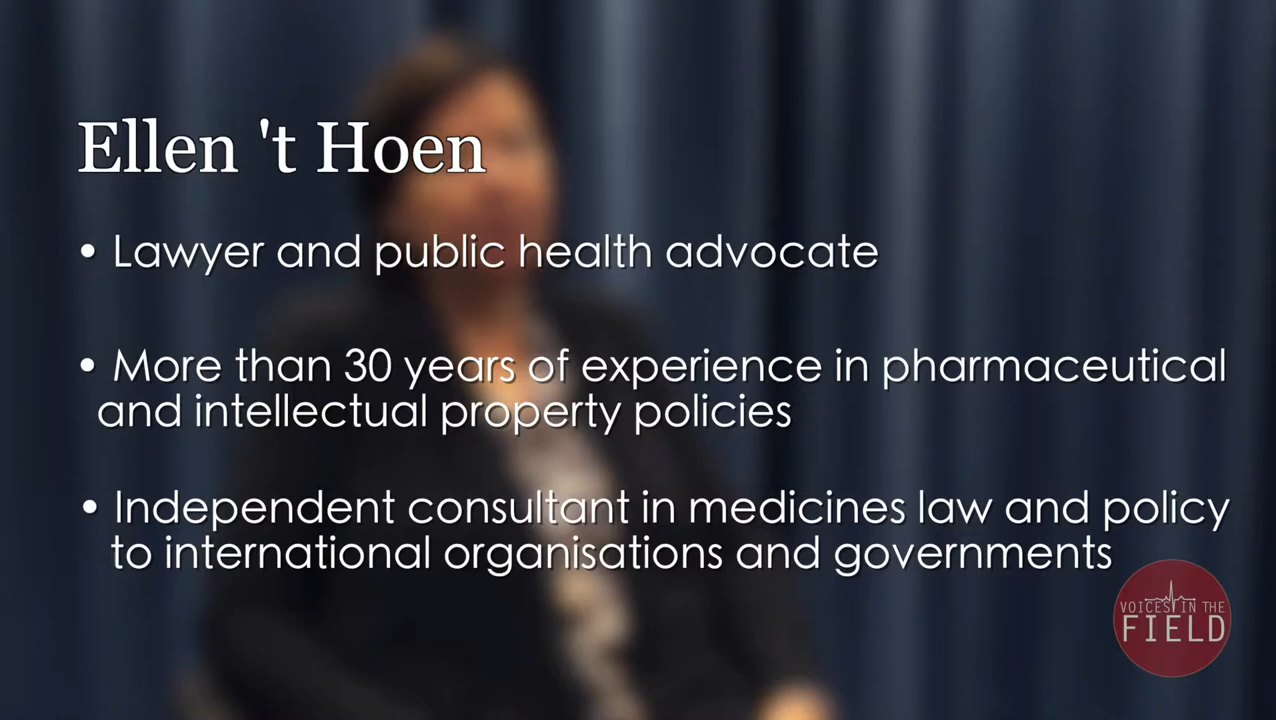 Ellen 't Hoen
• Lawyer and public health advocate
• More than 30 years of experience in pharmaceutical
and intellectual property policies
• Independent consultant in medicines law and policy
to international organisations and governments
VOICES IN THE
FIELD